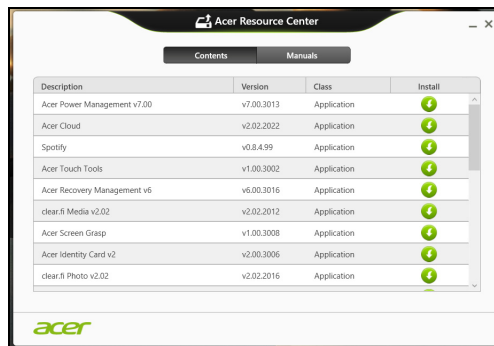 Acer Resource Center
Contents Manuals
Description Version Class Install
Acer Power Management v7.00 v7.00.3013 Application
Acer Cloud v2.02.2022 Application
Spotify v0.8.4.99 Application
Acer Touch Tools v1.00.3002 Application
Acer Recovery Management v6 v6.00.3016 Application
clear.fi Media v2.02 v2.02.2012 Application
Acer Screen Grasp v1.00.3008 Application
Acer Identity Card v2 v2.00.3006 Application
clear.fi Photo v2.02 v2.02.2016 Application
acer